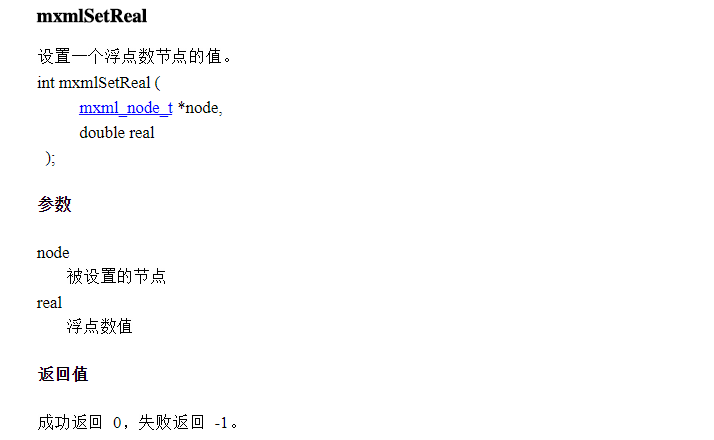 mxmlSetReal
设置一个浮点数节点的值。
int mxmlSetReal (
mxml_node_t *node,
double real
);
参数
node
被设置的节点
real
浮点数值
返回值
成功返回 0，失败返回 -1。